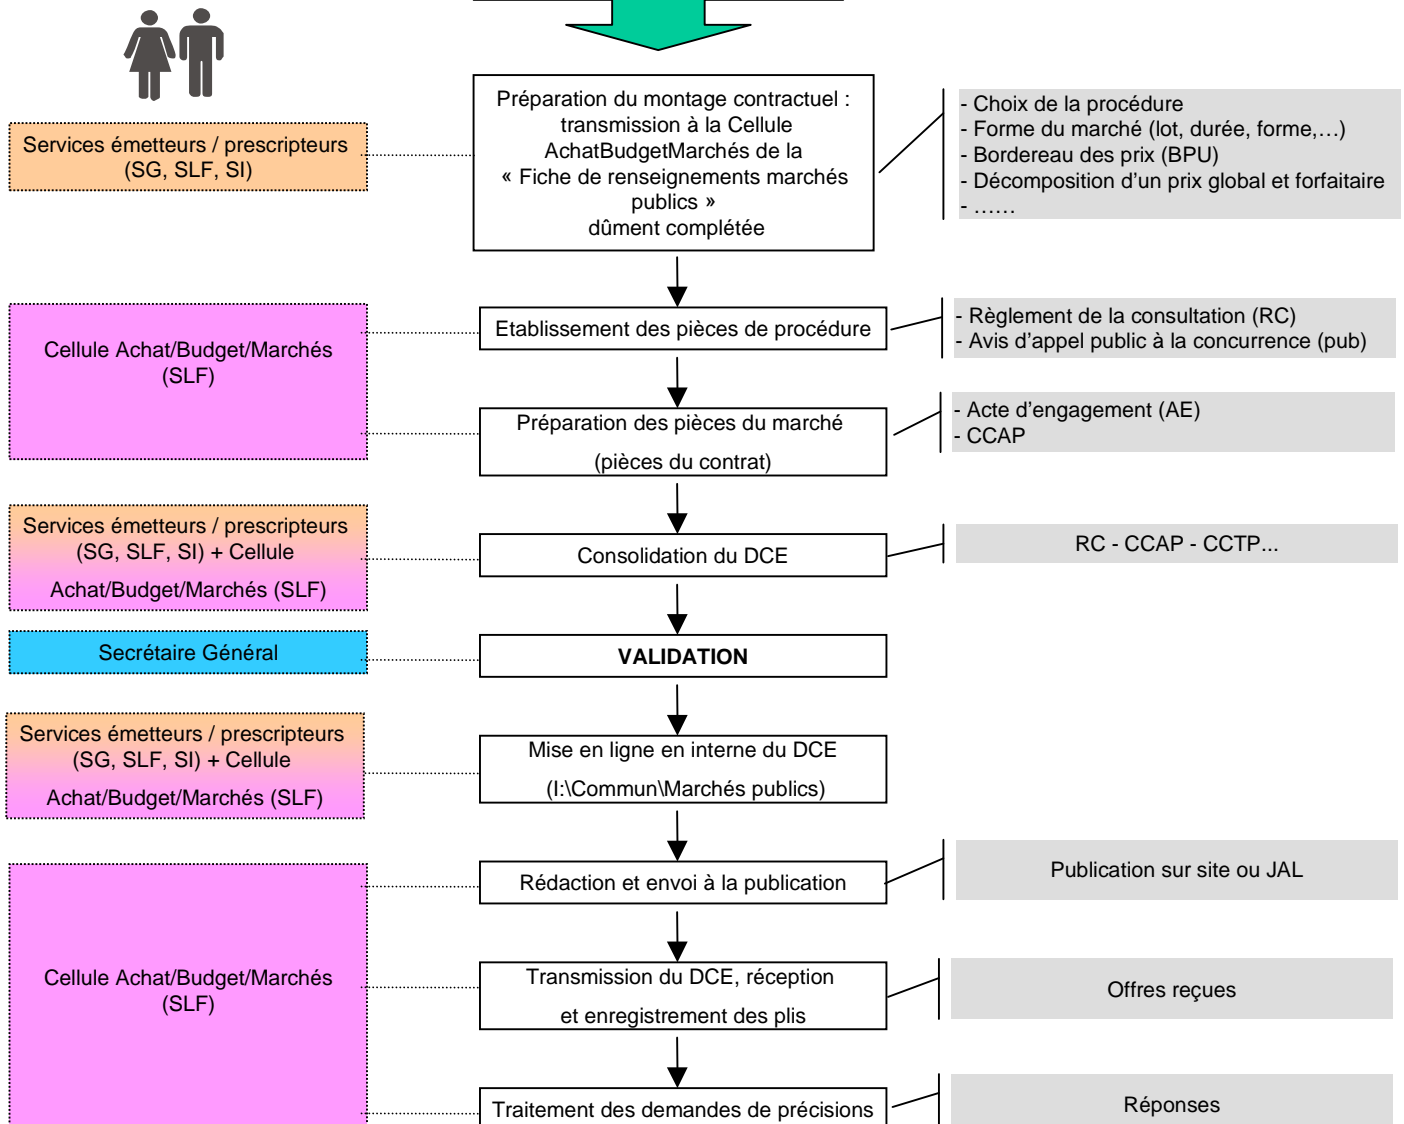 Services émetteurs / prescripteurs
(SG, SLF, SI)
Préparation du montage contractuel :
transmission à la Cellule
AchatBudgetMarchés de la
« Fiche de renseignements marchés
publics »
dûment complétée
- Choix de la procédure
- Forme du marché (lot, durée, forme,…)
- Bordereau des prix (BPU)
- Décomposition d’un prix global et forfaitaire
- ……
Cellule Achat/Budget/Marchés
(SLF)
Etablissement des pièces de procédure
- Règlement de la consultation (RC)
- Avis d’appel public à la concurrence (pub)
Préparation des pièces du marché
(pièces du contrat)
- Acte d’engagement (AE)
- CCAP
Services émetteurs / prescripteurs
(SG, SLF, SI) + Cellule
Achat/Budget/Marchés (SLF)
Consolidation du DCE
RC - CCAP - CCTP...
Secrétaire Général
VALIDATION
Services émetteurs / prescripteurs
(SG, SLF, SI) + Cellule
Achat/Budget/Marchés (SLF)
Mise en ligne en interne du DCE
(I:\Commun\Marchés publics)
Rédaction et envoi à la publication
Publication sur site ou JAL
Cellule Achat/Budget/Marchés
(SLF)
Transmission du DCE, réception
et enregistrement des plis
Offres reçues
Traitement des demandes de précisions
Réponses